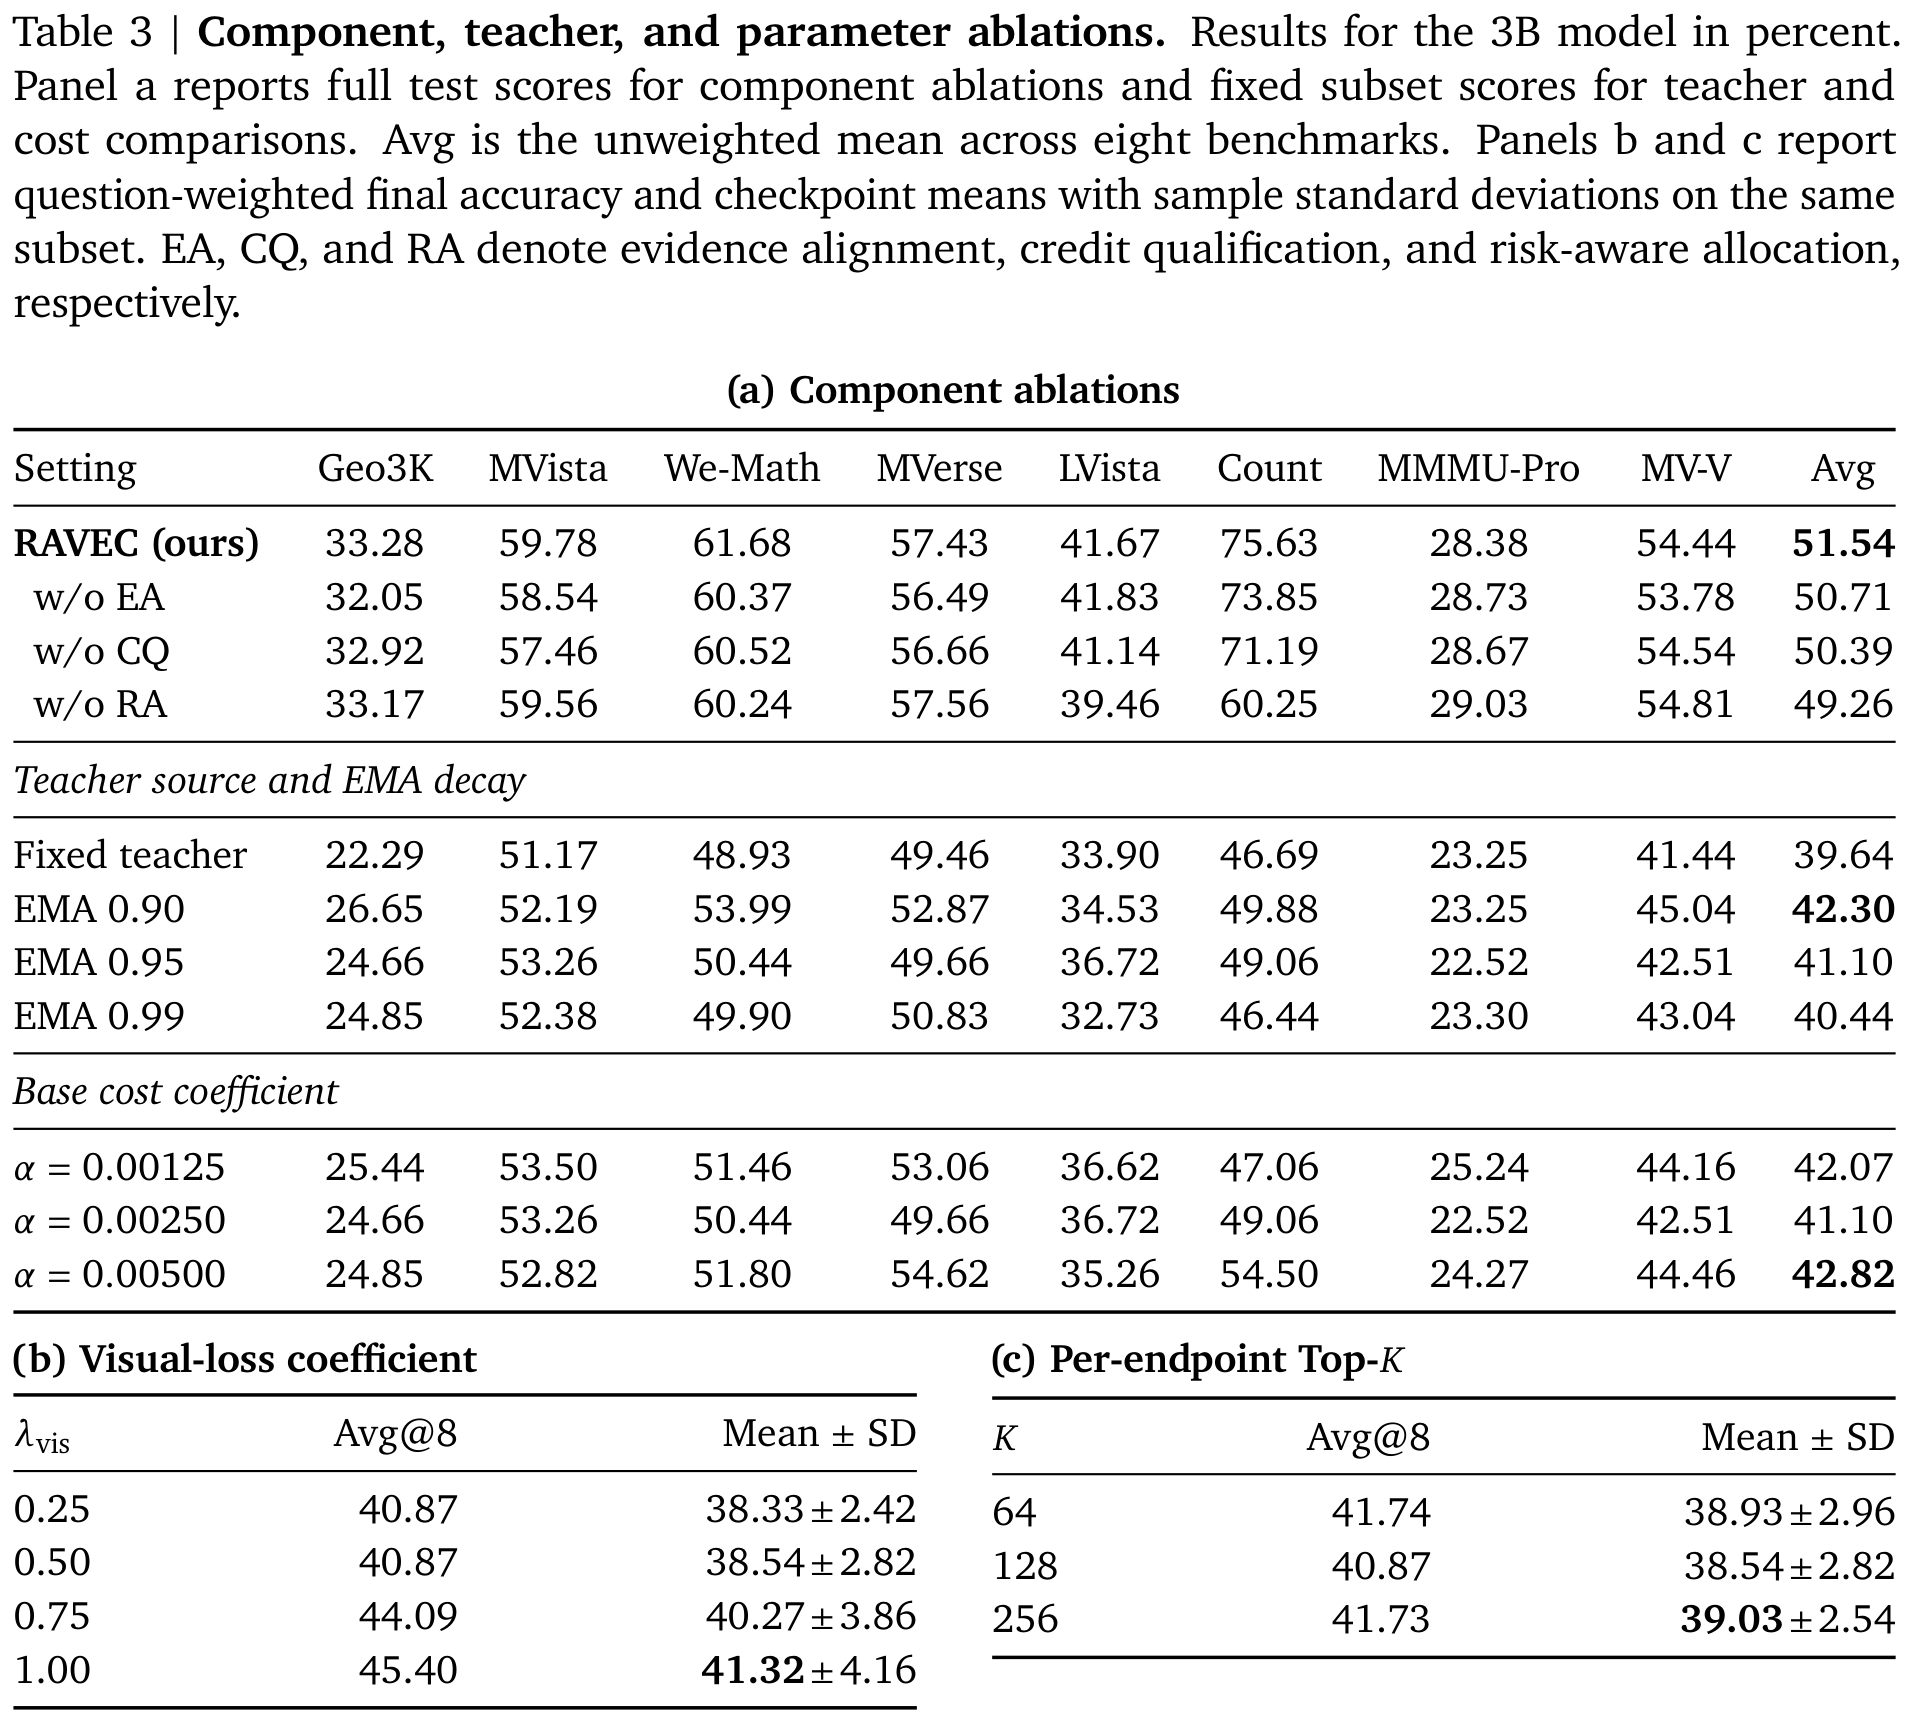 Table 3 | Component, teacher, and parameter ablations. Results for the 3B model in percent.
Panel a reports full test scores for component ablations and fixed subset scores for teacher and
cost comparisons. Avg is the unweighted mean across eight benchmarks. Panels b and c report
question-weighted final accuracy and checkpoint means with sample standard deviations on the same
subset. EA, CQ, and RA denote evidence alignment, credit qualification, and risk-aware allocation,
respectively.
(a) Component ablations
Setting Geo3K MVista We-Math MVerse LVista Count MMMU-Pro MV-V Avg
RAVEC (ours) 33.28 59.78 61.68 57.43 41.67 75.63 28.38 54.44 51.54
w/o EA 32.05 58.54 60.37 56.49 41.83 73.85 28.73 53.78 50.71
w/o CQ 32.92 57.46 60.52 56.66 41.14 71.19 28.67 54.54 50.39
w/o RA 33.17 59.56 60.24 57.56 39.46 60.25 29.03 54.81 49.26
Teacher source and EMA decay
Fixed teacher 22.29 51.17 48.93 49.46 33.90 46.69 23.25 41.44 39.64
EMA 0.90 26.65 52.19 53.99 52.87 34.53 49.88 23.25 45.04 42.30
EMA 0.95 24.66 53.26 50.44 49.66 36.72 49.06 22.52 42.51 41.10
EMA 0.99 24.85 52.38 49.90 50.83 32.73 46.44 23.30 43.04 40.44
Base cost coefficient
α = 0.00125 25.44 53.50 51.46 53.06 36.62 47.06 25.24 44.16 42.07
α = 0.00250 24.66 53.26 50.44 49.66 36.72 49.06 22.52 42.51 41.10
α = 0.00500 24.85 52.82 51.80 54.62 35.26 54.50 24.27 44.46 42.82
(b) Visual-loss coefficient
λvis Avg@8 Mean ± SD
0.25 40.87 38.33±2.42
0.50 40.87 38.54±2.82
0.75 44.09 40.27±3.86
1.00 45.40 41.32±4.16
(c) Per-endpoint Top-K
K Avg@8 Mean ± SD
64 41.74 38.93±2.96
128 40.87 38.54±2.82
256 41.73 39.03±2.54